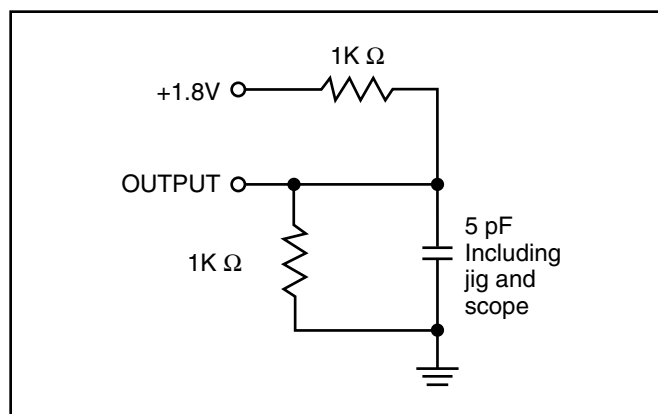 1K Ω
+1.8V
OUTPUT
1K Ω
5 pF
Including
jig and
scope